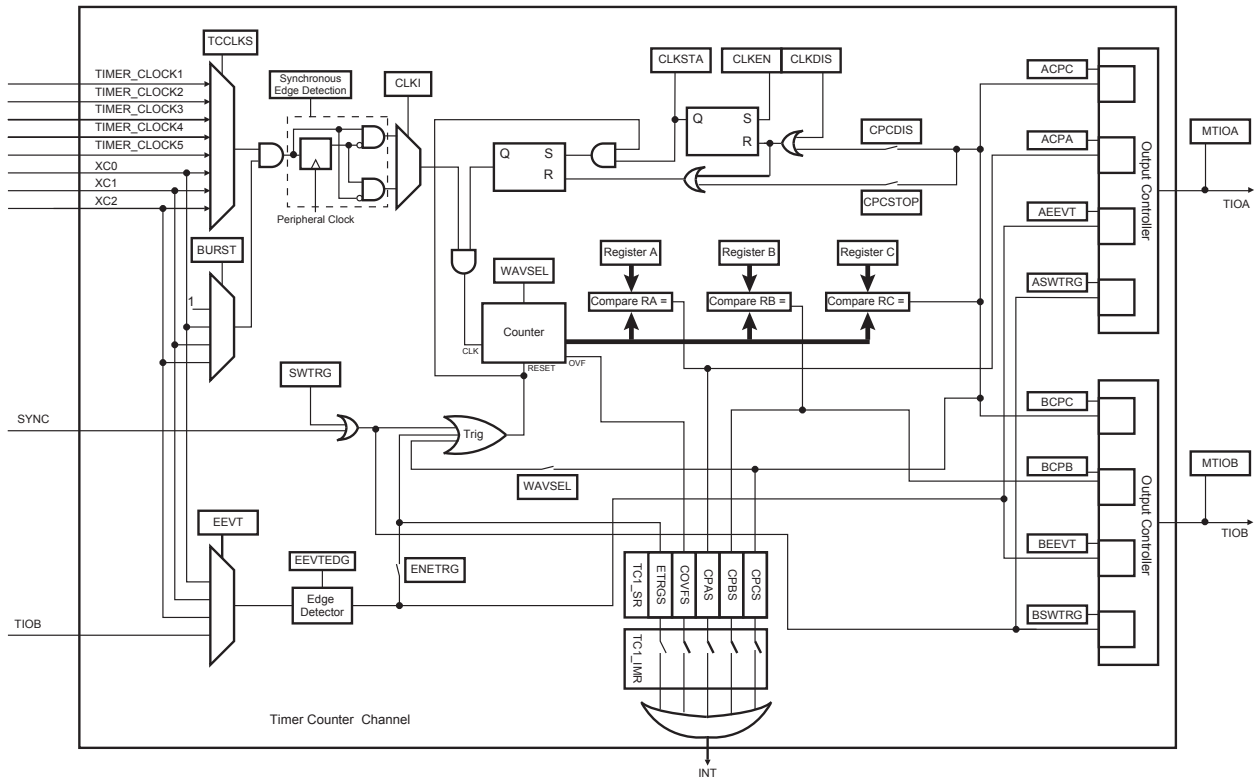 TCCLKS
TIMER_CLOCK1
TIMER_CLOCK2
TIMER_CLOCK3
TIMER_CLOCK4
TIMER_CLOCK5
XC0
XC1
XC2
Synchronous
Edge Detection
CLKI
Peripheral Clock
BURST
1
CLKSTA
CLKEN
CLKDIS
Q
S
R
Q
S
R
CPCDIS
CPCSTOP
Register A
Register B
Register C
Compare RA =
Compare RB =
Compare RC =
WAVSEL
Counter
CLK
RESET
OVF
SWTRG
SYNC
Trig
WAVSEL
EEVT
EEVTEDG
Edge
Detector
ENETRG
TIOB
TC1_SR
ETRGS
COVFS
CPAS
CPBS
CPCS
TC1_IMR
INT
Timer Counter Channel
ACPC
ACPA
AEEVT
ASWTRG
Output Controller
MTIOA
TIOA
BCPC
BCPB
BEEVT
BSWTRG
Output Controller
MTIOB
TIOB